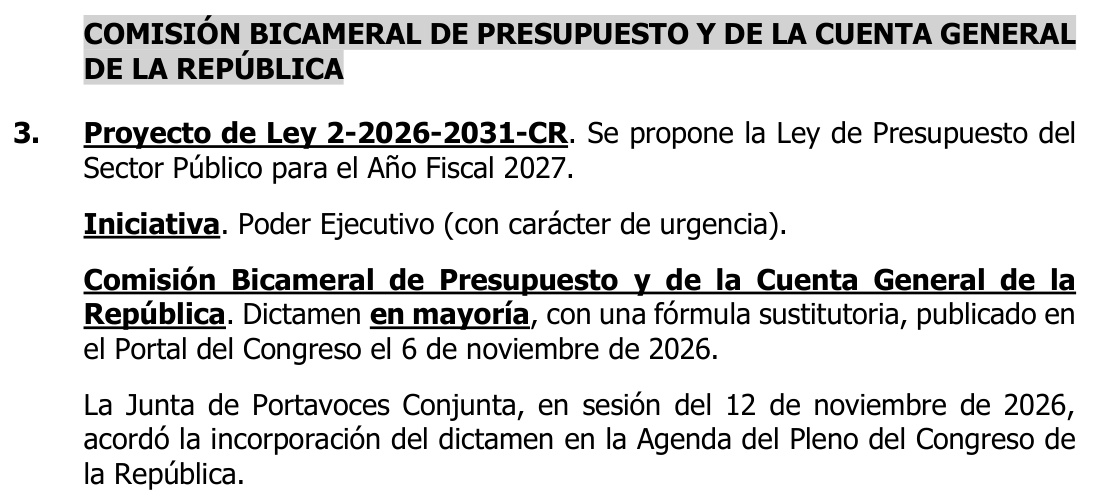 COMISIÓN BICAMERAL DE PRESUPUESTO Y DE LA CUENTA GENERAL
DE LA REPÚBLICA
3. Proyecto de Ley 2-2026-2031-CR. Se propone la Ley de Presupuesto del
Sector Público para el Año Fiscal 2027.
Iniciativa. Poder Ejecutivo (con carácter de urgencia).
Comisión Bicameral de Presupuesto y de la Cuenta General de la
República. Dictamen en mayoría, con una fórmula sustitutoria, publicado en
el Portal del Congreso el 6 de noviembre de 2026.
La Junta de Portavoces Conjunta, en sesión del 12 de noviembre de 2026,
acordó la incorporación del dictamen en la Agenda del Pleno del Congreso de
la República.